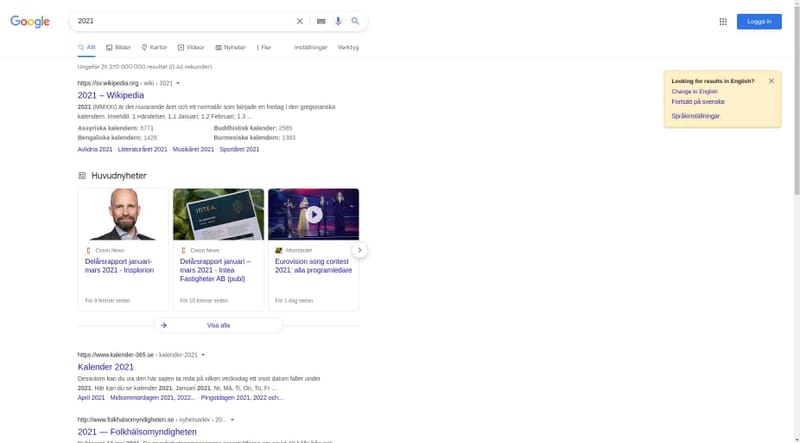 Google
2021
Logga in
Allt
Bilder
Kartor
Videor
Nyheter
Fler
Inställningar
Verktyg
Ungefär 25 270 000 000 resultat (0,44 sekunder)
Looking for results in English?
Change to English
Fortsätt på svenska
Språkinställningar
https://sv.wikipedia.org › wiki › 2021
2021 – Wikipedia
2021 (MMXXI) är det nuvarande året och ett normalår som började en fredag i den gregorianska
kalendern. Innehåll. 1 Händelser. 1.1 Januari; 1.2 Februari; 1.3 ...
Assyriska kalendern: 6771
Buddhistisk kalender: 2565
Bengaliska kalendern: 1428
Burmesiska kalendern: 1383
Avlidna 2021 · Litteraturåret 2021 · Musikåret 2021 · Sportåret 2021
Huvudnyheter
INTEA.
Cision News
Delårsrapport januari-
mars 2021 - Insplorion
För 9 timmar sedan
Cision News
Delårsrapport januari –
mars 2021 - Intea
Fastigheter AB (publ)
För 10 timmar sedan
Aftonbladet
Eurovision song contest
2021: alla programledare
För 1 dag sedan
Visa alla
https://www.kalender-365.se › kalender-2021
Kalender 2021
Dessutom kan du via den här sajten ta reda på vilken veckodag ett visst datum faller under
2021. Här kan du se kalender 2021. Januari 2021. Nr, Må, Ti, On, To, Fr ...
April 2021 · Midsommardagen 2021, 2022... · Pingstdagen 2021, 2022 och...
http://www.folkhalsomyndigheten.se › nyhetsarkiv › 20...
2021 — Folkhälsomyndigheten